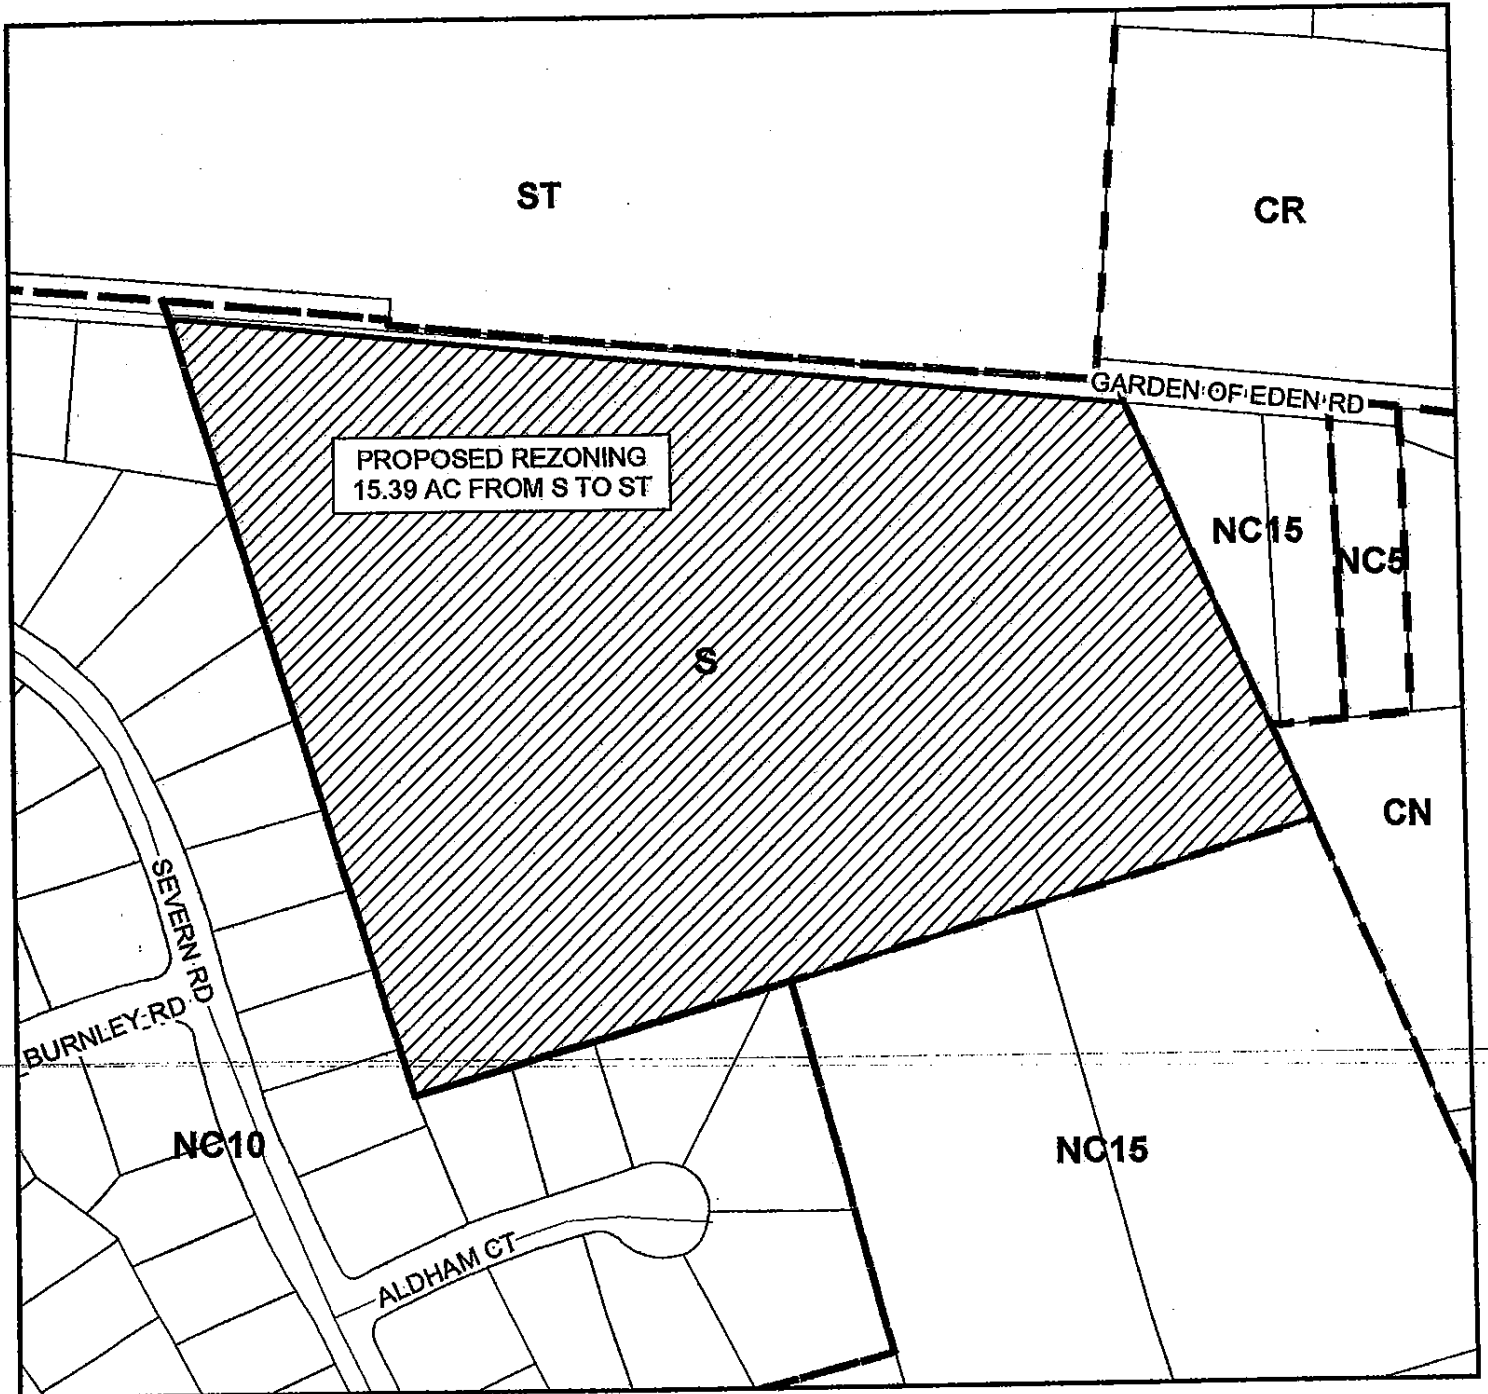 ST
CR
GARDEN OF EDEN RD
PROPOSED REZONING
15.39 AC FROM S TO ST
NC15
NC5
S
CN
SEVERN RD
BURNLEY RD
NC10
NC15
ALDHAM CT